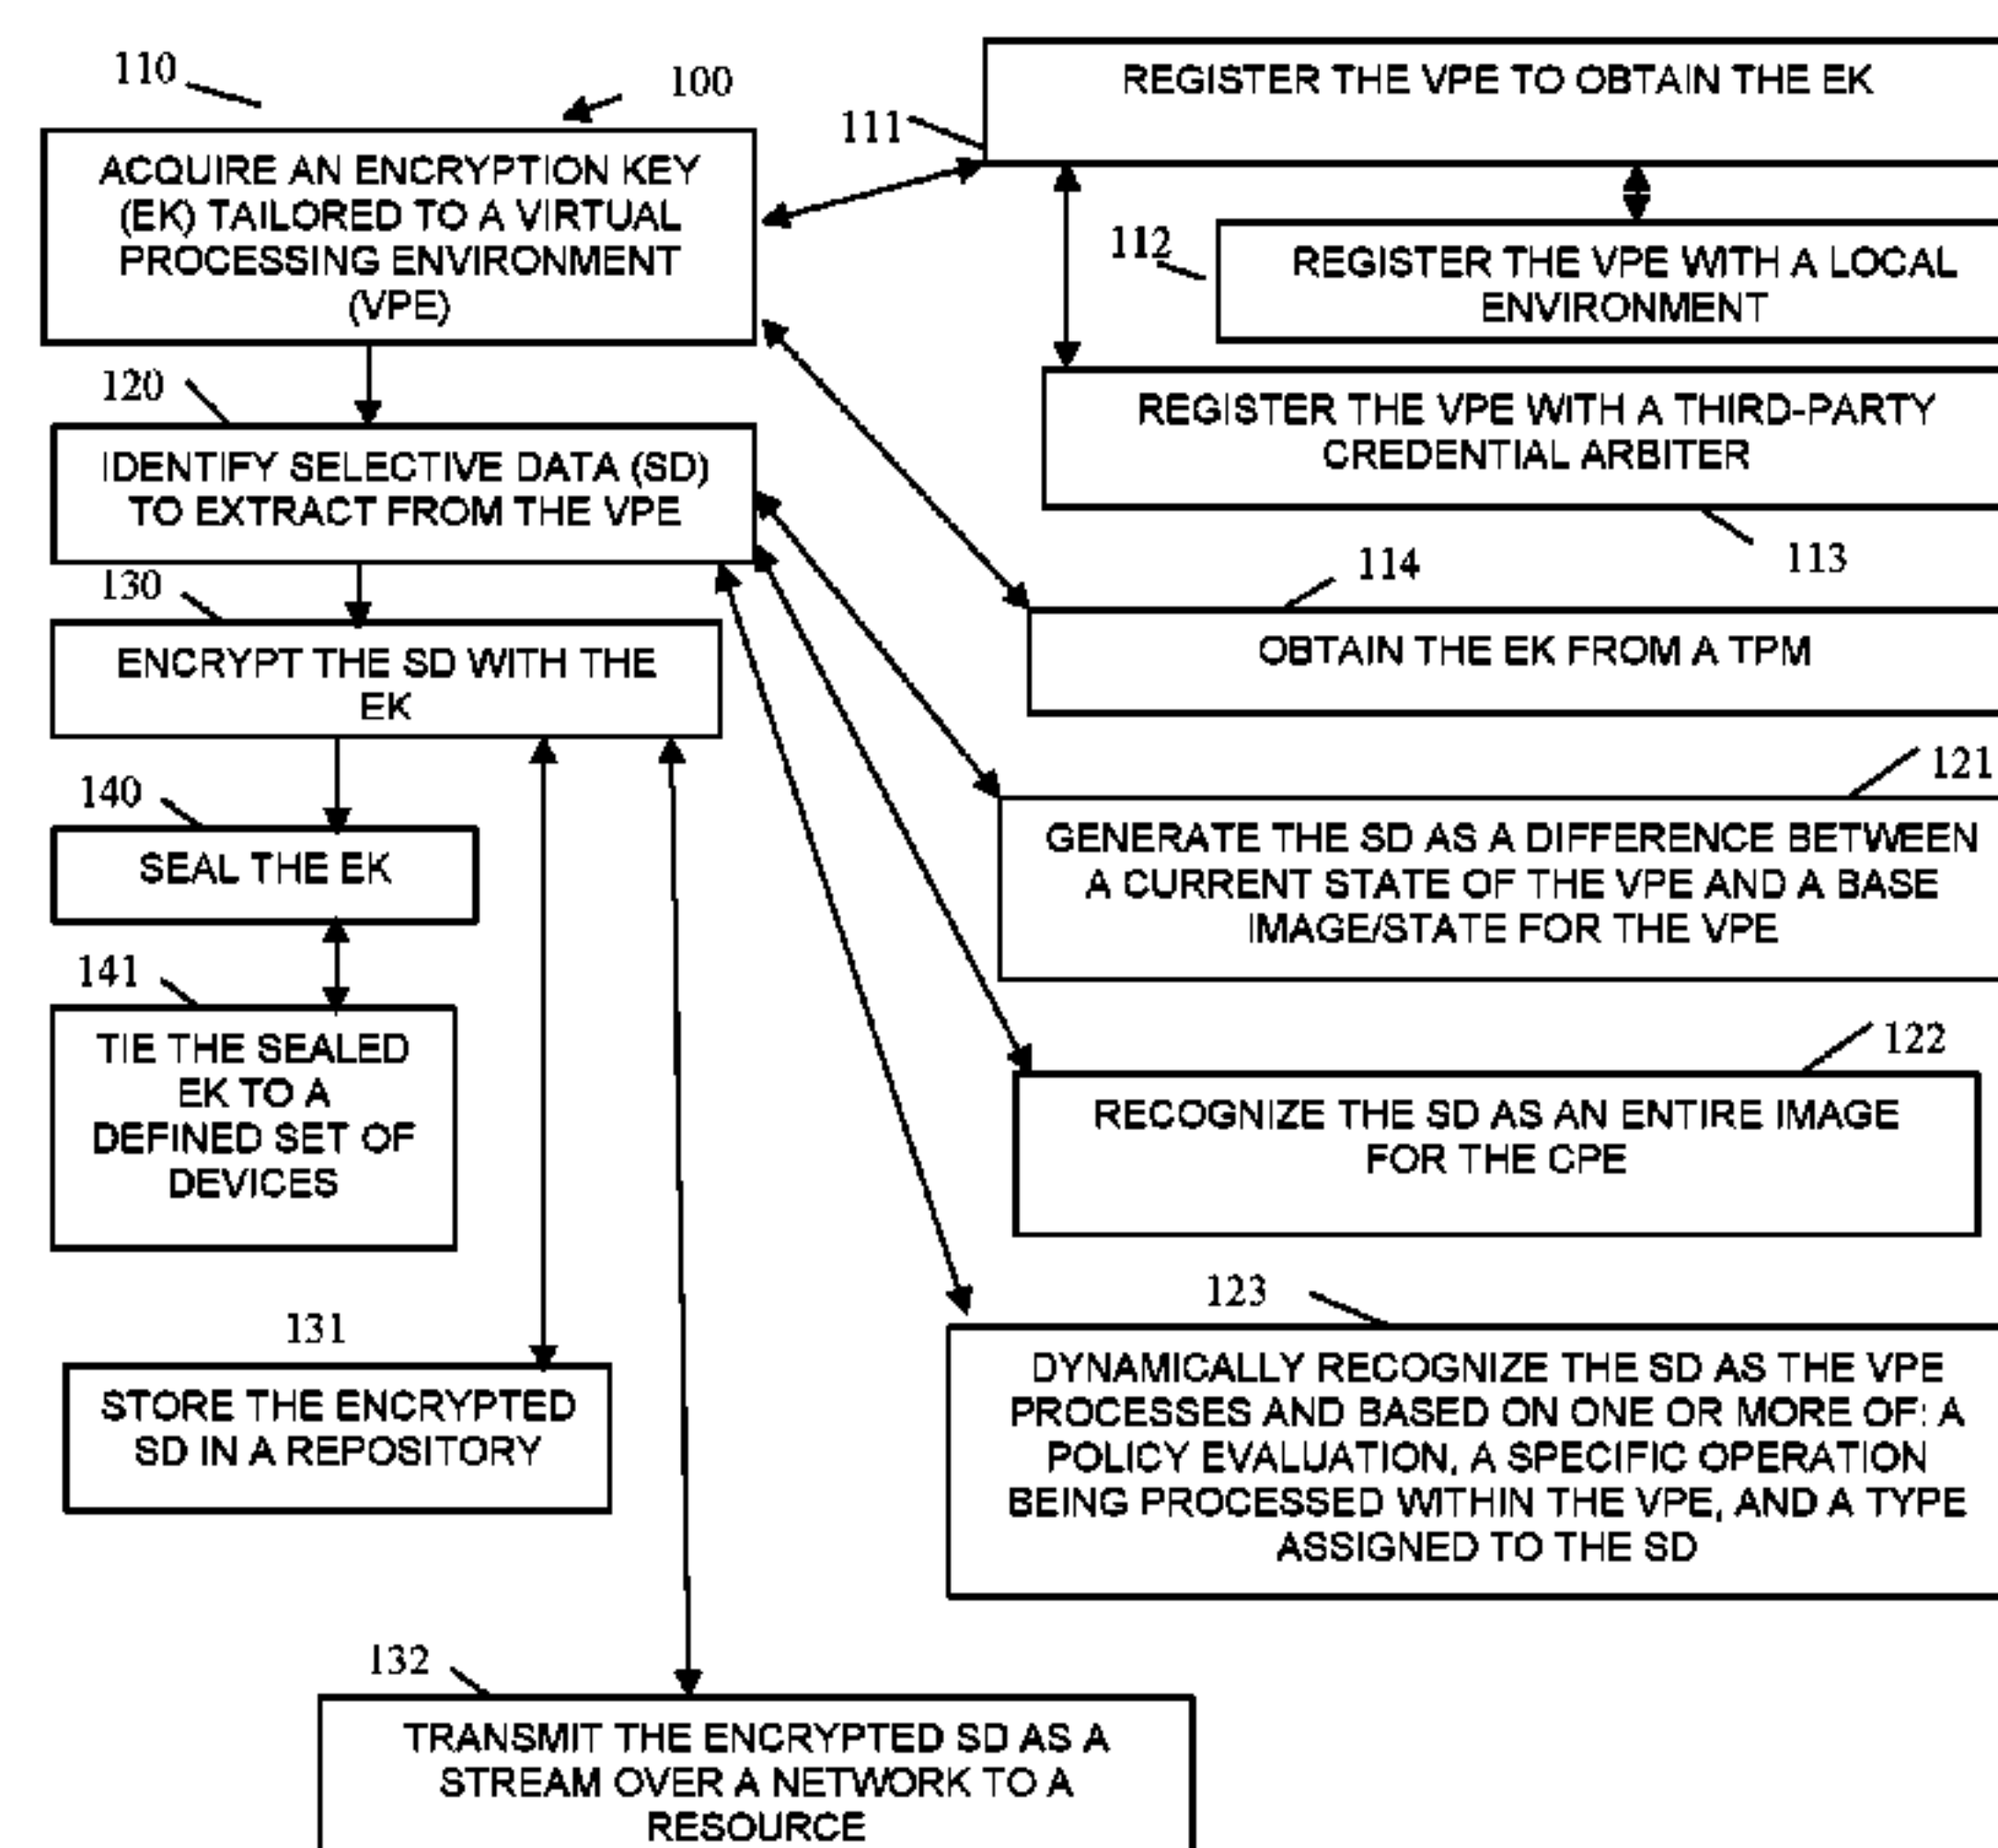 110
100
ACQUIRE AN ENCRYPTION KEY
(EK) TAILORED TO A VIRTUAL
PROCESSING ENVIRONMENT
(VPE)
111
REGISTER THE VPE TO OBTAIN THE EK
112
REGISTER THE VPE WITH A LOCAL
ENVIRONMENT
REGISTER THE VPE WITH A THIRD-PARTY
CREDENTIAL ARBITER
113
114
OBTAIN THE EK FROM A TPM
120
IDENTIFY SELECTIVE DATA (SD)
TO EXTRACT FROM THE VPE
121
GENERATE THE SD AS A DIFFERENCE BETWEEN
A CURRENT STATE OF THE VPE AND A BASE
IMAGE/STATE FOR THE VPE
122
RECOGNIZE THE SD AS AN ENTIRE IMAGE
FOR THE CPE
123
DYNAMICALLY RECOGNIZE THE SD AS THE VPE
PROCESSES AND BASED ON ONE OR MORE OF: A
POLICY EVALUATION, A SPECIFIC OPERATION
BEING PROCESSED WITHIN THE VPE, AND A TYPE
ASSIGNED TO THE SD
130
ENCRYPT THE SD WITH THE
EK
140
SEAL THE EK
141
TIE THE SEALED
EK TO A
DEFINED SET OF
DEVICES
131
STORE THE ENCRYPTED
SD IN A REPOSITORY
132
TRANSMIT THE ENCRYPTED SD AS A
STREAM OVER A NETWORK TO A
RESOURCE